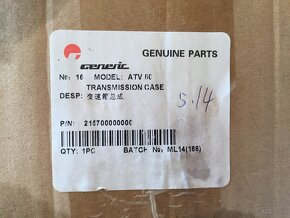 GENUINE PARTS
generic
№: 16 MODEL: ATV 50
TRANSMISSION CASE
DESP: 变速箱总成
5.14
P/N: 215700000000
QTY: 1PC BATCH №: ML14(166)